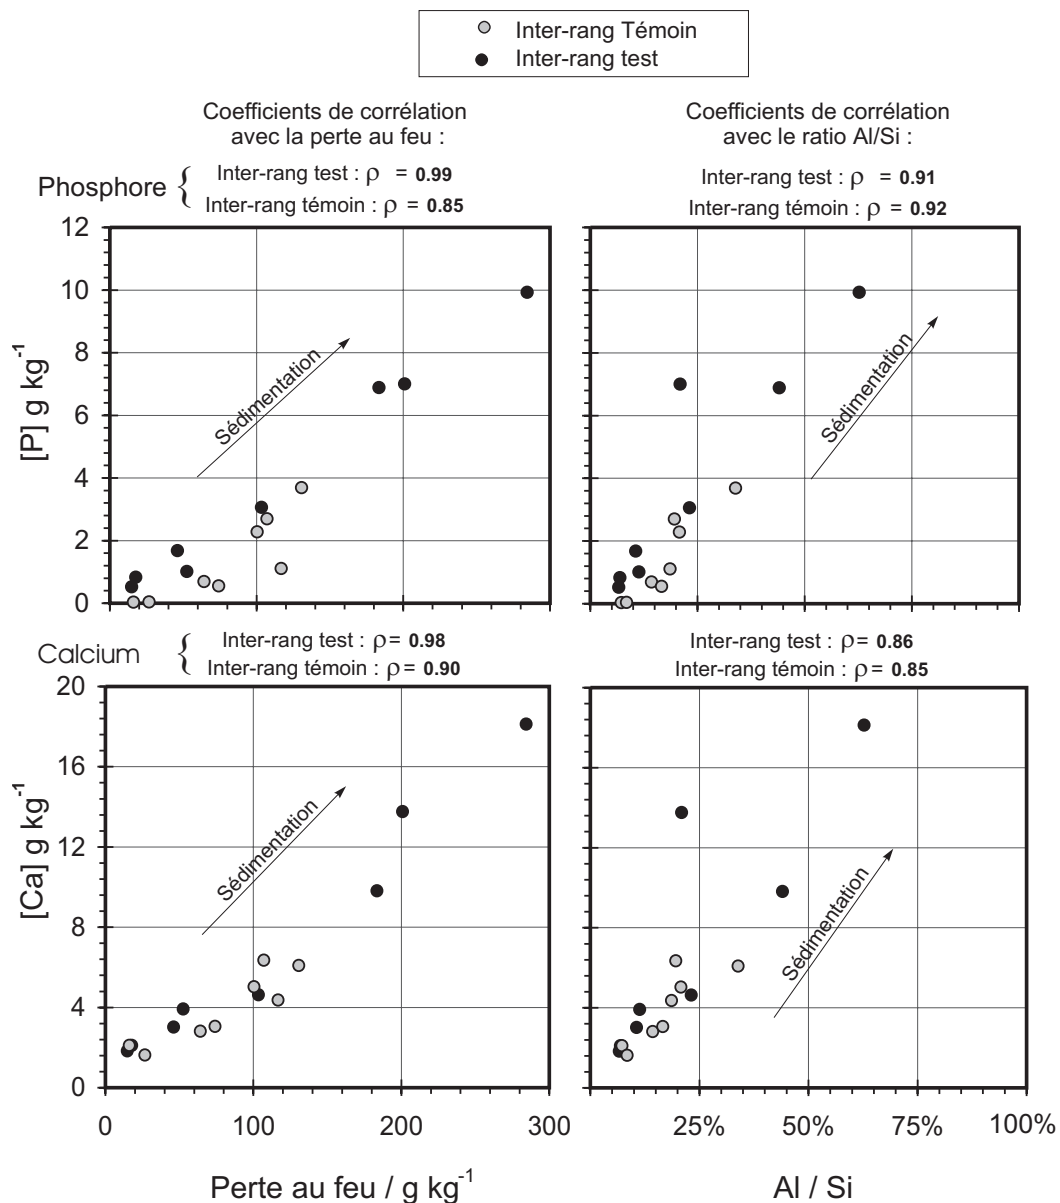 Inter-rang Témoin
Inter-rang test
Coefficients de corrélation
avec la perte au feu :
Coefficients de corrélation
avec le ratio Al/Si :
Phosphore {
Inter-rang test : ρ = 0.99
Inter-rang témoin : ρ = 0.85
Inter-rang test : ρ = 0.91
Inter-rang témoin : ρ = 0.92
12
10
8
6
4
2
0
[P] g kg⁻¹
Sédimentation
Sédimentation
Calcium {
Inter-rang test : ρ = 0.98
Inter-rang témoin : ρ = 0.90
Inter-rang test : ρ = 0.86
Inter-rang témoin : ρ = 0.85
20
16
12
8
4
0
[Ca] g kg⁻¹
Sédimentation
Sédimentation
0 100 200 300
25% 50% 75% 100%
Perte au feu / g kg⁻¹
Al / Si